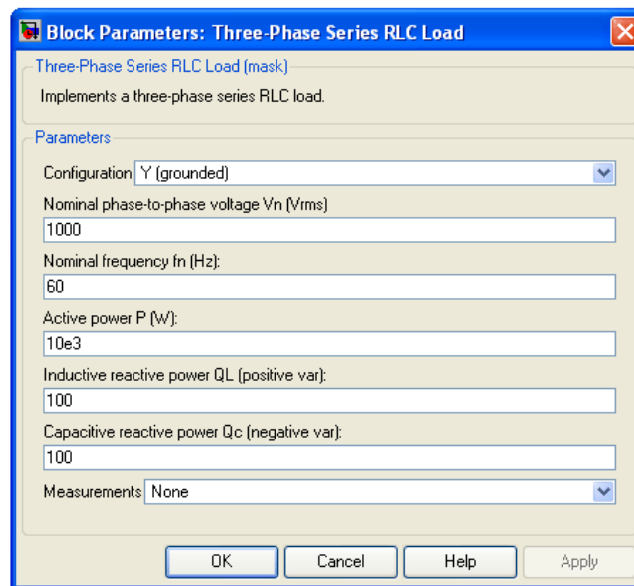 Block Parameters: Three-Phase Series RLC Load
Three-Phase Series RLC Load (mask)
Implements a three-phase series RLC load.
Parameters
Configuration Y (grounded)
Nominal phase-to-phase voltage Vn (Vrms)
1000
Nominal frequency fn (Hz):
60
Active power P (W):
10e3
Inductive reactive power QL (positive var):
100
Capacitive reactive power Qc (negative var):
100
Measurements None
OK Cancel Help Apply